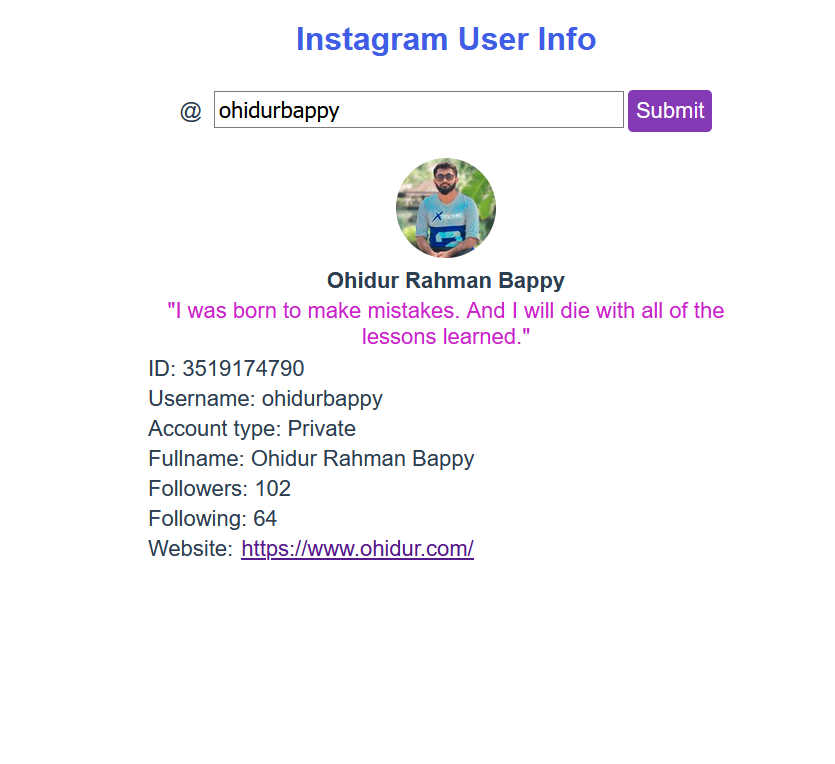 Instagram User Info
@ ohidurbappy Submit
Ohidur Rahman Bappy
"I was born to make mistakes. And I will die with all of the
lessons learned."
ID: 3519174790
Username: ohidurbappy
Account type: Private
Fullname: Ohidur Rahman Bappy
Followers: 102
Following: 64
Website: https://www.ohidur.com/